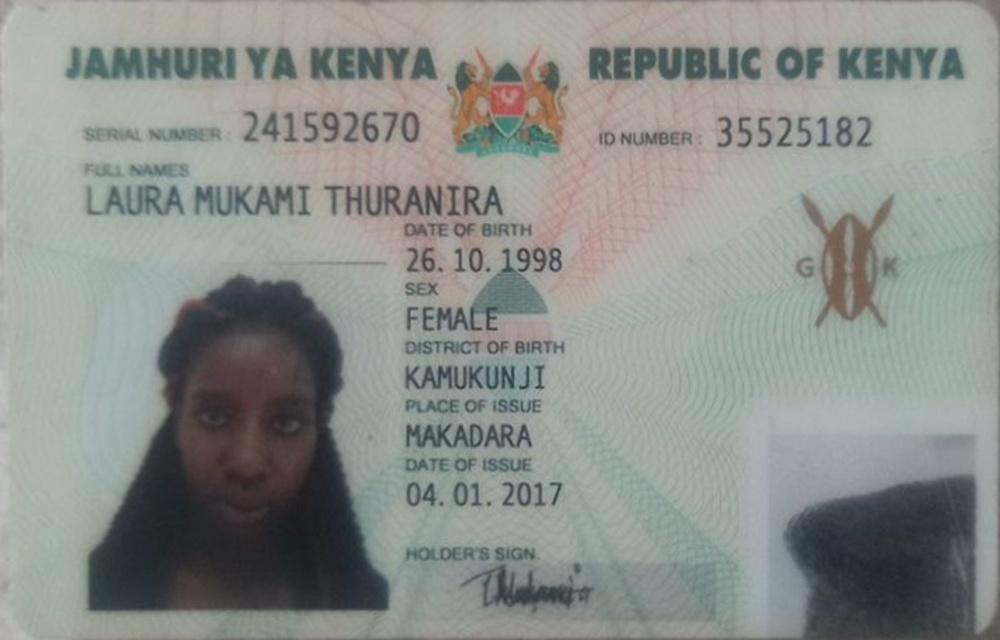 JAMHURI YA KENYA REPUBLIC OF KENYA
SERIAL NUMBER : 241592670 ID NUMBER : 35525182
FULL NAMES
LAURA MUKAMI THURANIRA
DATE OF BIRTH
26. 10. 1998
SEX
FEMALE
DISTRICT OF BIRTH
KAMUKUNJI
PLACE OF ISSUE
MAKADARA
DATE OF ISSUE
04. 01. 2017
HOLDER'S SIGN.
G K